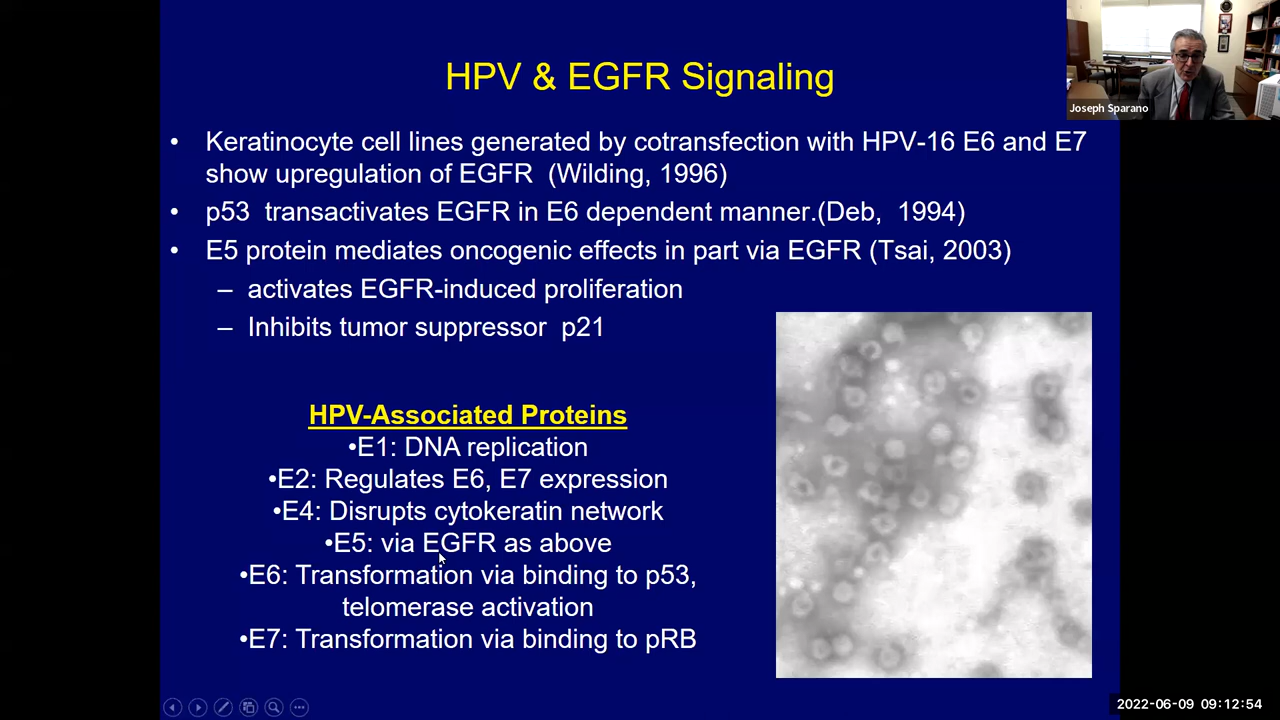 HPV & EGFR Signaling
Joseph Sparano
• Keratinocyte cell lines generated by cotransfection with HPV-16 E6 and E7
show upregulation of EGFR (Wilding, 1996)
• p53 transactivates EGFR in E6 dependent manner.(Deb, 1994)
• E5 protein mediates oncogenic effects in part via EGFR (Tsai, 2003)
– activates EGFR-induced proliferation
– Inhibits tumor suppressor p21
HPV-Associated Proteins
•E1: DNA replication
•E2: Regulates E6, E7 expression
•E4: Disrupts cytokeratin network
•E5: via EGFR as above
•E6: Transformation via binding to p53,
telomerase activation
•E7: Transformation via binding to pRB
2022-06-09 09:12:54